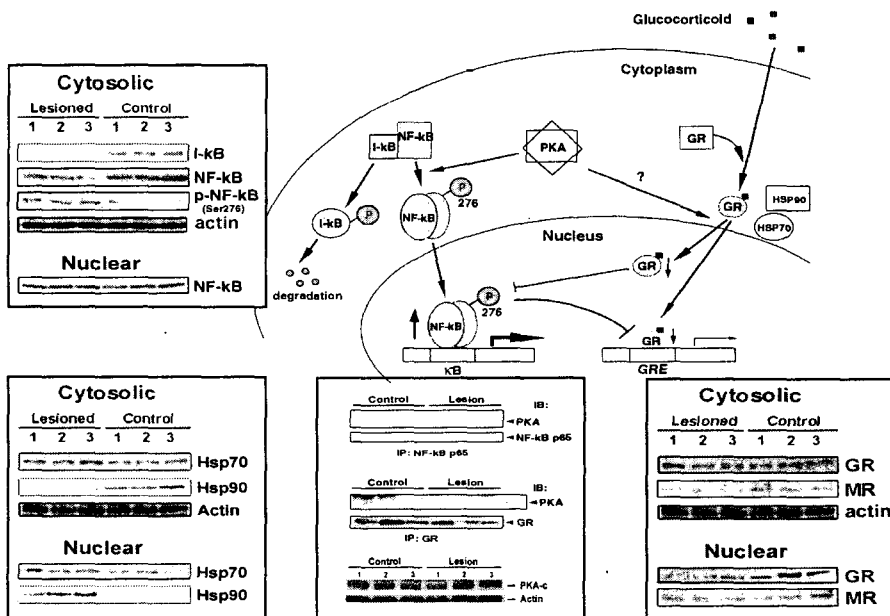 Glucocorticoid
Cytoplasm
Cytosolic
Lesioned Control
1 2 3 1 2 3
I-kB
NF-kB
p-NF-kB
(Ser276)
actin
Nuclear
NF-kB
I-kB
NF-kB
PKA
GR
?
I-kB
P
NF-kB
P
276
GR
HSP90
HSP70
degradation
Nucleus
GR
NF-kB
P
276
GR
κB
GRE
Cytosolic
Lesioned Control
1 2 3 1 2 3
Hsp70
Hsp90
Actin
Nuclear
Hsp70
Hsp90
Control Lesion
IB:
PKA
NF-kB p65
IP: NF-kB p65
Control Lesion
IB:
PKA
GR
IP: GR
Control Lesion
1 2 3 1 2 3
PKA-c
Actin
Cytosolic
Lesioned Control
1 2 3 1 2 3
GR
MR
actin
Nuclear
GR
MR